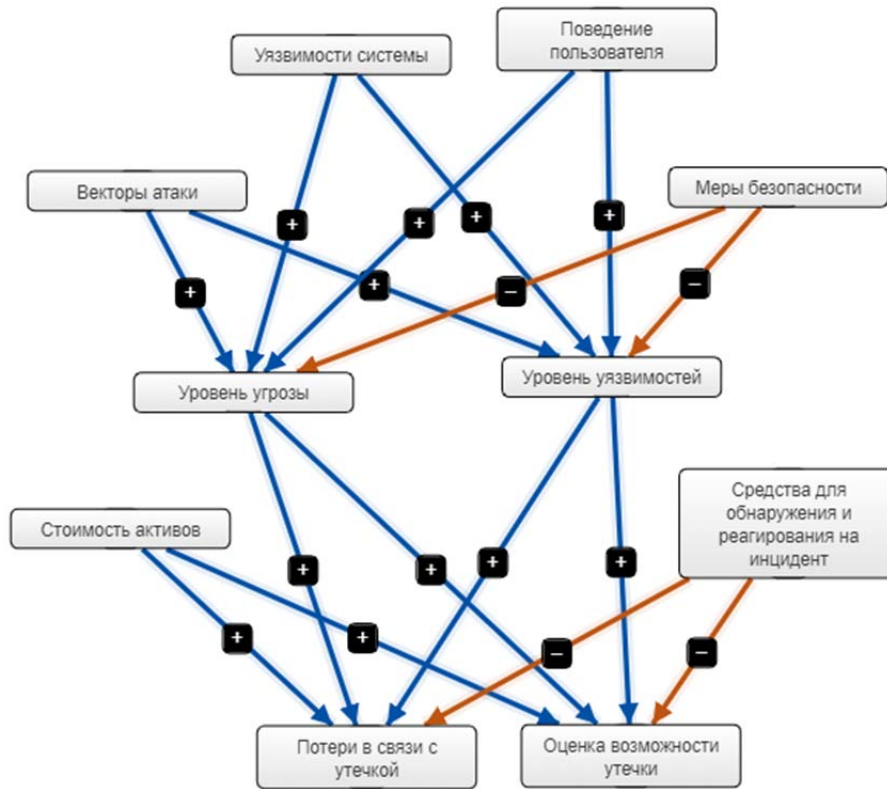 Поведение
пользователя
Уязвимости системы
Векторы атаки
Меры безопасности
+
+
+
+
+
+
−
−
Уровень угрозы
Уровень уязвимостей
Стоимость активов
Средства для
обнаружения и
реагирования на
инцидент
+
+
+
+
+
+
−
−
Потери в связи с
утечкой
Оценка возможности
утечки